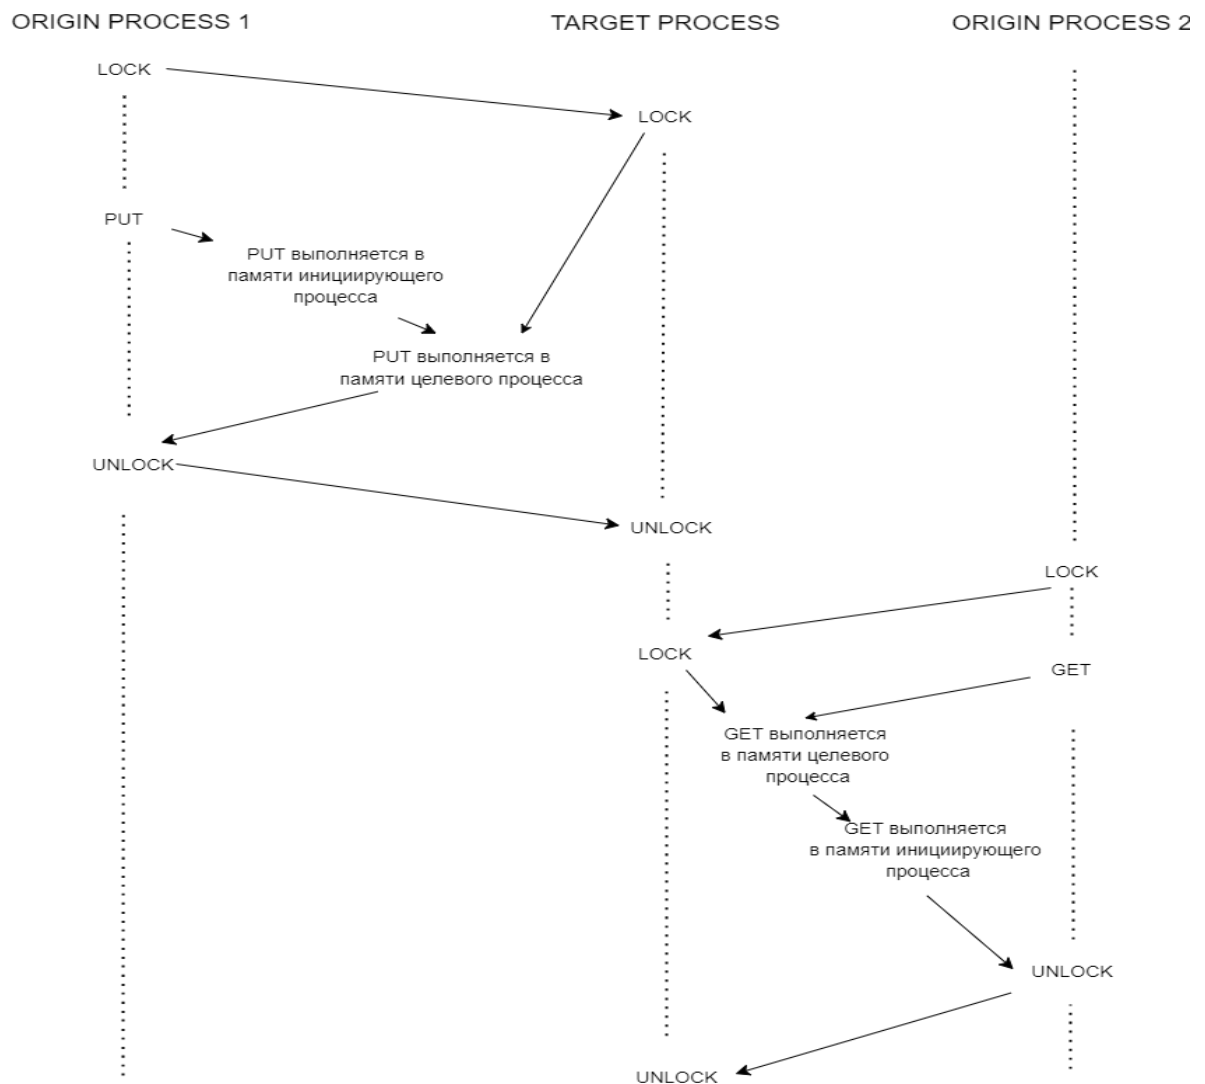 ORIGIN PROCESS 1
TARGET PROCESS
ORIGIN PROCESS 2
LOCK
LOCK
PUT
PUT выполняется в
памяти инициирующего
процесса
PUT выполняется в
памяти целевого процесса
UNLOCK
UNLOCK
LOCK
LOCK
GET
GET выполняется
в памяти целевого
процесса
GET выполняется
в памяти инициирующего
процесса
UNLOCK
UNLOCK